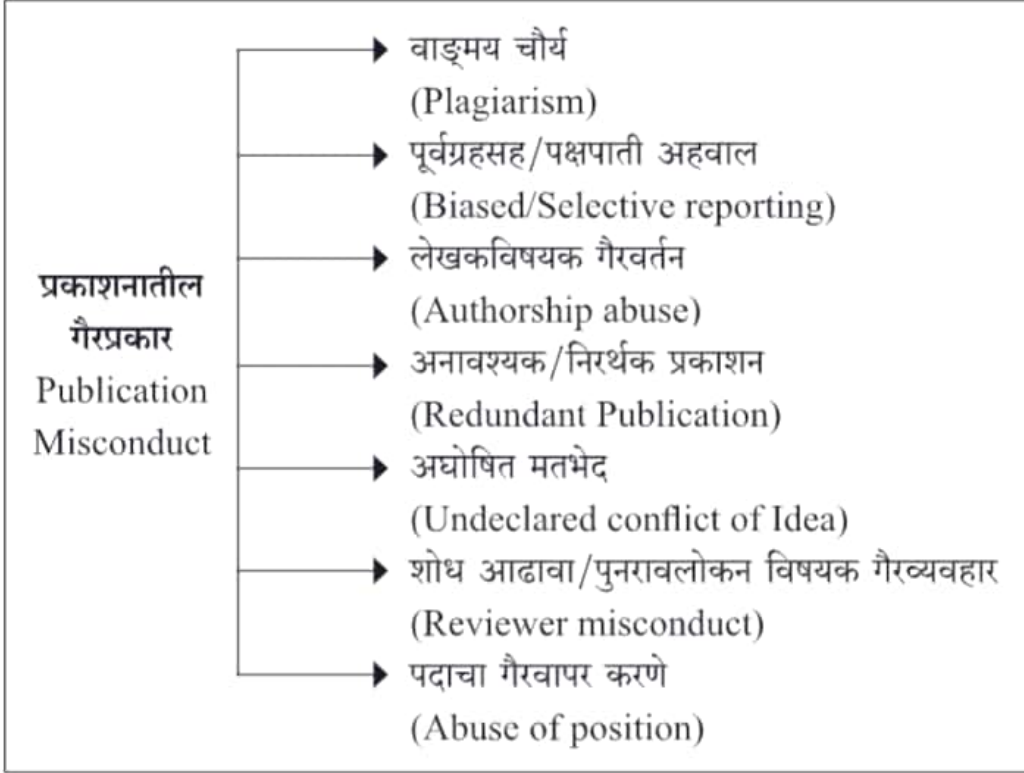 प्रकाशनातील
गैरप्रकार
Publication
Misconduct
वाङ्मय चौर्य
(Plagiarism)
पूर्वग्रहसह/पक्षपाती अहवाल
(Biased/Selective reporting)
लेखकविषयक गैरवर्तन
(Authorship abuse)
अनावश्यक/निरर्थक प्रकाशन
(Redundant Publication)
अघोषित मतभेद
(Undeclared conflict of Idea)
शोध आढावा/पुनरावलोकन विषयक गैरव्यवहार
(Reviewer misconduct)
पदाचा गैरवापर करणे
(Abuse of position)